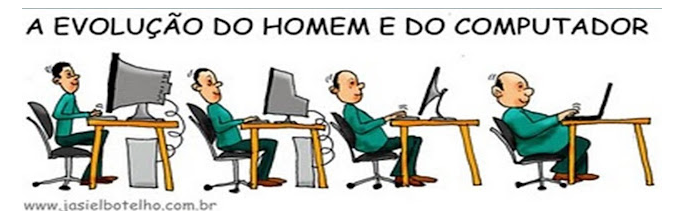 A EVOLUÇÃO DO HOMEM E DO COMPUTADOR
www.jasielbotelho.com.br